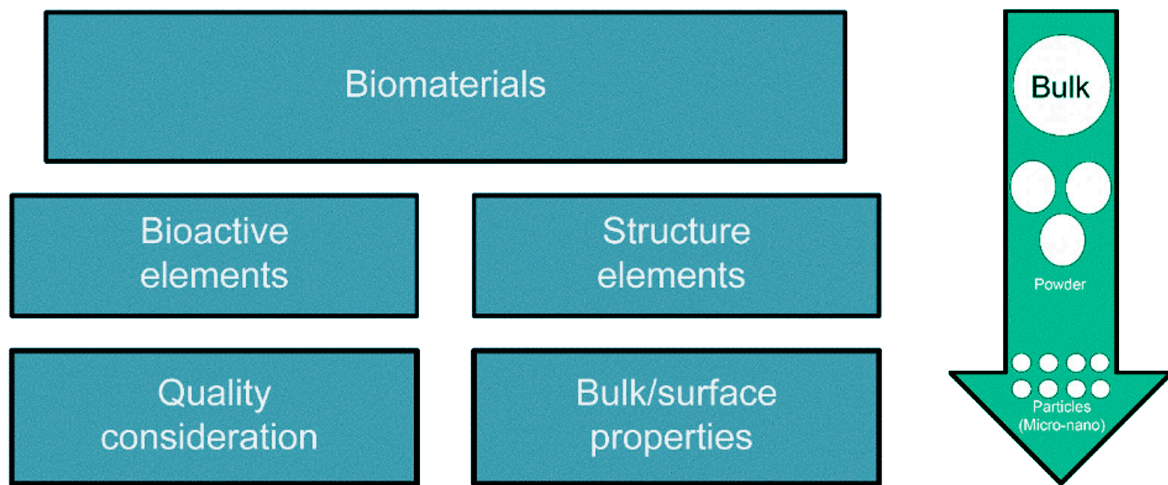 Biomaterials
Bioactive
elements
Structure
elements
Quality
consideration
Bulk/surface
properties
Bulk
Powder
Particles
(Micro-nano)